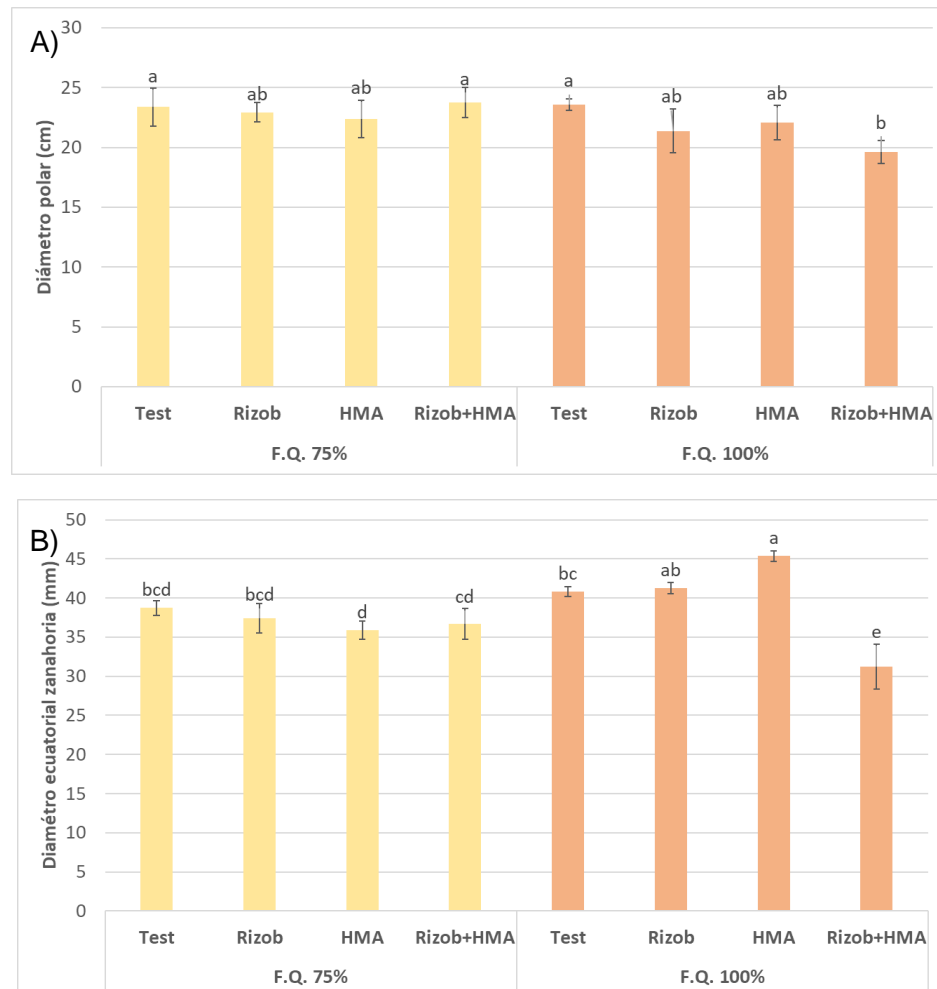 A)
Diámetro polar (cm)
30
25
20
15
10
5
0
a
ab
ab
a
a
ab
ab
b
Test Rizob HMA Rizob+HMA Test Rizob HMA Rizob+HMA
F.Q. 75% F.Q. 100%
B)
Diamétro ecuatorial zanahoria (mm)
50
45
40
35
30
25
20
15
10
5
0
bcd
bcd
d
cd
bc
ab
a
e
Test Rizob HMA Rizob+HMA Test Rizob HMA Rizob+HMA
F.Q. 75% F.Q. 100%